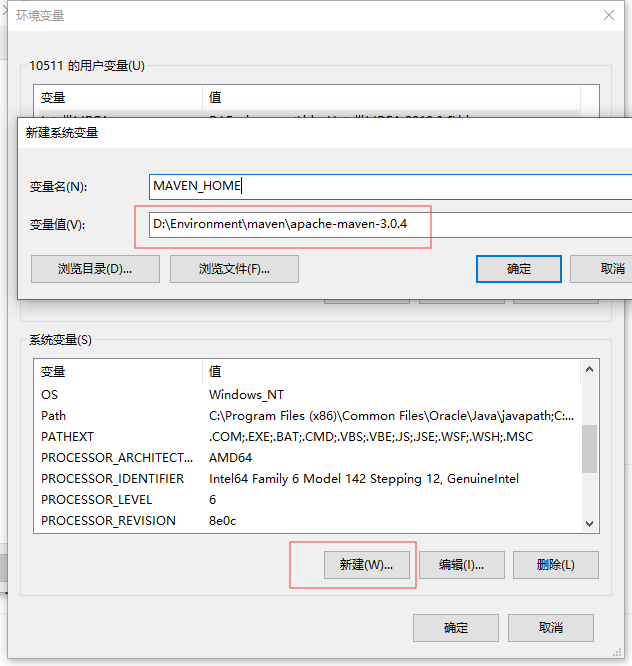 环境变量
10511 的用户变量(U)
变量 值
新建系统变量
变量名(N): MAVEN_HOME
变量值(V): D:\Environment\maven\apache-maven-3.0.4
浏览目录(D)... 浏览文件(F)... 确定 取消
系统变量(S)
变量 值
OS Windows_NT
Path C:\Program Files (x86)\Common Files\Oracle\Java\javapath;C:...
PATHEXT .COM;.EXE;.BAT;.CMD;.VBS;.VBE;.JS;.JSE;.WSF;.WSH;.MSC
PROCESSOR_ARCHITECT... AMD64
PROCESSOR_IDENTIFIER Intel64 Family 6 Model 142 Stepping 12, GenuineIntel
PROCESSOR_LEVEL 6
PROCESSOR_REVISION 8e0c
新建(W)... 编辑(I)... 删除(L)
确定 取消